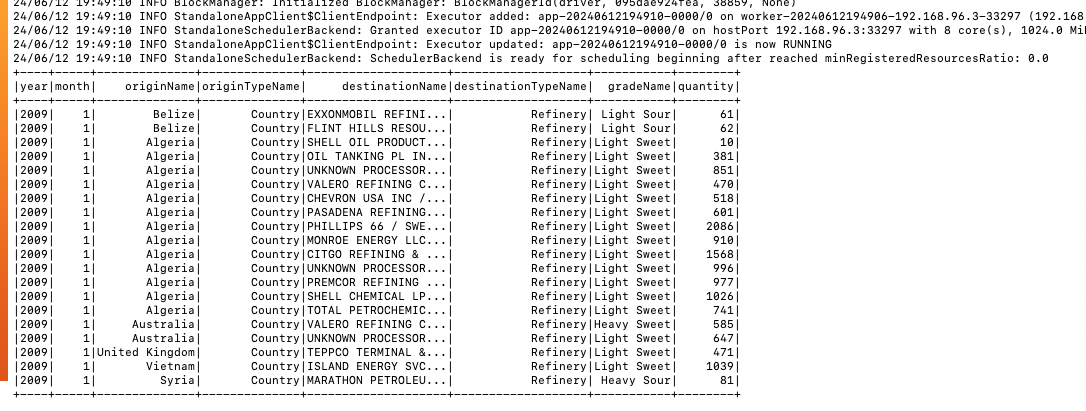 24/06/12 19:49:10 INFO BlockManager: Initialized BlockManager: BlockManagerId(driver, 095dae924fea, 38859, None)
24/06/12 19:49:10 INFO StandaloneAppClient$ClientEndpoint: Executor added: app-20240612194910-0000/0 on worker-20240612194906-192.168.96.3-33297 (192.168
24/06/12 19:49:10 INFO StandaloneSchedulerBackend: Granted executor ID app-20240612194910-0000/0 on hostPort 192.168.96.3:33297 with 8 core(s), 1024.0 Mi
24/06/12 19:49:10 INFO StandaloneAppClient$ClientEndpoint: Executor updated: app-20240612194910-0000/0 is now RUNNING
24/06/12 19:49:10 INFO StandaloneSchedulerBackend: SchedulerBackend is ready for scheduling beginning after reached minRegisteredResourcesRatio: 0.0
+----+-----+--------------+--------------+--------------------+-------------------+-----------+--------+
|year|month|    originName|originTypeName|     destinationName|destinationTypeName|  gradeName|quantity|
+----+-----+--------------+--------------+--------------------+-------------------+-----------+--------+
|2009|    1|        Belize|       Country|EXXONMOBIL REFINI...|           Refinery| Light Sour|      61|
|2009|    1|        Belize|       Country|FLINT HILLS RESOU...|           Refinery| Light Sour|      62|
|2009|    1|       Algeria|       Country|SHELL OIL PRODUCT...|           Refinery|Light Sweet|      10|
|2009|    1|       Algeria|       Country|OIL TANKING PL IN...|           Refinery|Light Sweet|     381|
|2009|    1|       Algeria|       Country|UNKNOWN PROCESSOR...|           Refinery|Light Sweet|     851|
|2009|    1|       Algeria|       Country|VALERO REFINING C...|           Refinery|Light Sweet|     470|
|2009|    1|       Algeria|       Country|CHEVRON USA INC /...|           Refinery|Light Sweet|     518|
|2009|    1|       Algeria|       Country|PASADENA REFINING...|           Refinery|Light Sweet|     601|
|2009|    1|       Algeria|       Country|PHILLIPS 66 / SWE...|           Refinery|Light Sweet|    2086|
|2009|    1|       Algeria|       Country|MONROE ENERGY LLC...|           Refinery|Light Sweet|     910|
|2009|    1|       Algeria|       Country|CITGO REFINING & ...|           Refinery|Light Sweet|    1568|
|2009|    1|       Algeria|       Country|UNKNOWN PROCESSOR...|           Refinery|Light Sweet|     996|
|2009|    1|       Algeria|       Country|PREMCOR REFINING ...|           Refinery|Light Sweet|     977|
|2009|    1|       Algeria|       Country|SHELL CHEMICAL LP...|           Refinery|Light Sweet|    1026|
|2009|    1|       Algeria|       Country|TOTAL PETROCHEMIC...|           Refinery|Light Sweet|     741|
|2009|    1|     Australia|       Country|VALERO REFINING C...|           Refinery|Heavy Sweet|     585|
|2009|    1|     Australia|       Country|UNKNOWN PROCESSOR...|           Refinery|Light Sweet|     647|
|2009|    1|United Kingdom|       Country|TEPPCO TERMINAL &...|           Refinery|Light Sweet|     471|
|2009|    1|       Vietnam|       Country|ISLAND ENERGY SVC...|           Refinery|Light Sweet|    1039|
|2009|    1|         Syria|       Country|MARATHON PETROLEU...|           Refinery| Heavy Sour|      81|
+----+-----+--------------+--------------+--------------------+-------------------+-----------+--------+